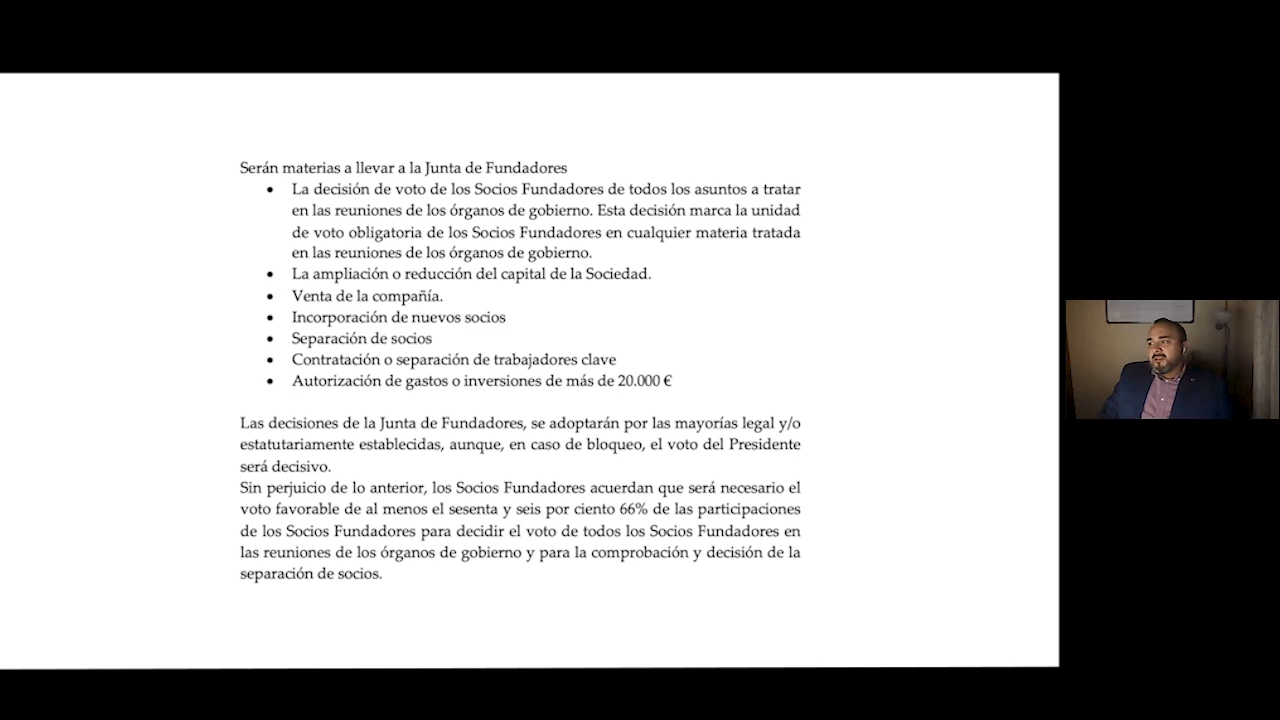 Serán materias a llevar a la Junta de Fundadores
• La decisión de voto de los Socios Fundadores de todos los asuntos a tratar
en las reuniones de los órganos de gobierno. Esta decisión marca la unidad
de voto obligatoria de los Socios Fundadores en cualquier materia tratada
en las reuniones de los órganos de gobierno.
• La ampliación o reducción del capital de la Sociedad.
• Venta de la compañía.
• Incorporación de nuevos socios
• Separación de socios
• Contratación o separación de trabajadores clave
• Autorización de gastos o inversiones de más de 20.000 €
Las decisiones de la Junta de Fundadores, se adoptarán por las mayorías legal y/o
estatutariamente establecidas, aunque, en caso de bloqueo, el voto del Presidente
será decisivo.
Sin perjuicio de lo anterior, los Socios Fundadores acuerdan que será necesario el
voto favorable de al menos el sesenta y seis por ciento 66% de las participaciones
de los Socios Fundadores para decidir el voto de todos los Socios Fundadores en
las reuniones de los órganos de gobierno y para la comprobación y decisión de la
separación de socios.